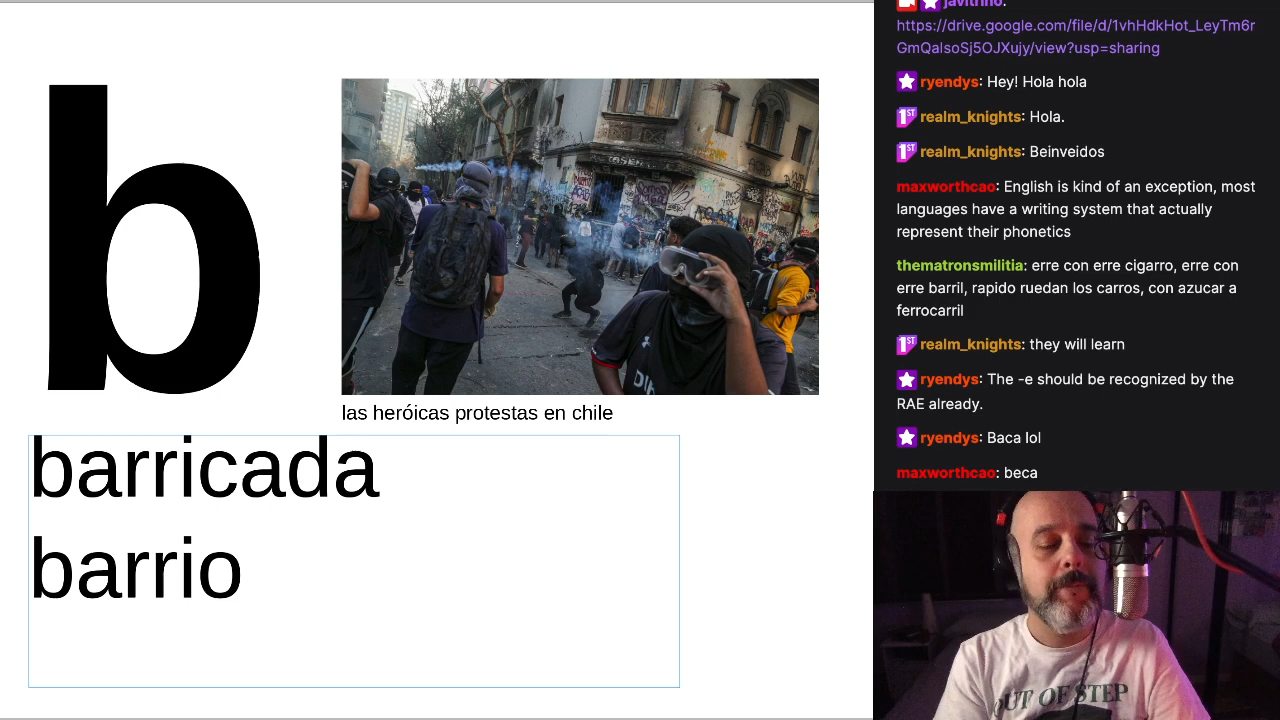 b
las heróicas protestas en chile
barricada
barrio
javitrino:
https://drive.google.com/file/d/1vhHdkHot_LeyTm6r
GmQaIsoSj5OJXujy/view?usp=sharing
ryendys: Hey! Hola hola
realm_knights: Hola.
realm_knights: Beinveidos
maxworthcao: English is kind of an exception, most
languages have a writing system that actually
represent their phonetics
thematronsmilitia: erre con erre cigarro, erre con
erre barril, rapido ruedan los carros, con azucar a
ferrocarril
realm_knights: they will learn
ryendys: The -e should be recognized by the
RAE already.
ryendys: Baca lol
maxworthcao: beca
OUT OF STEP